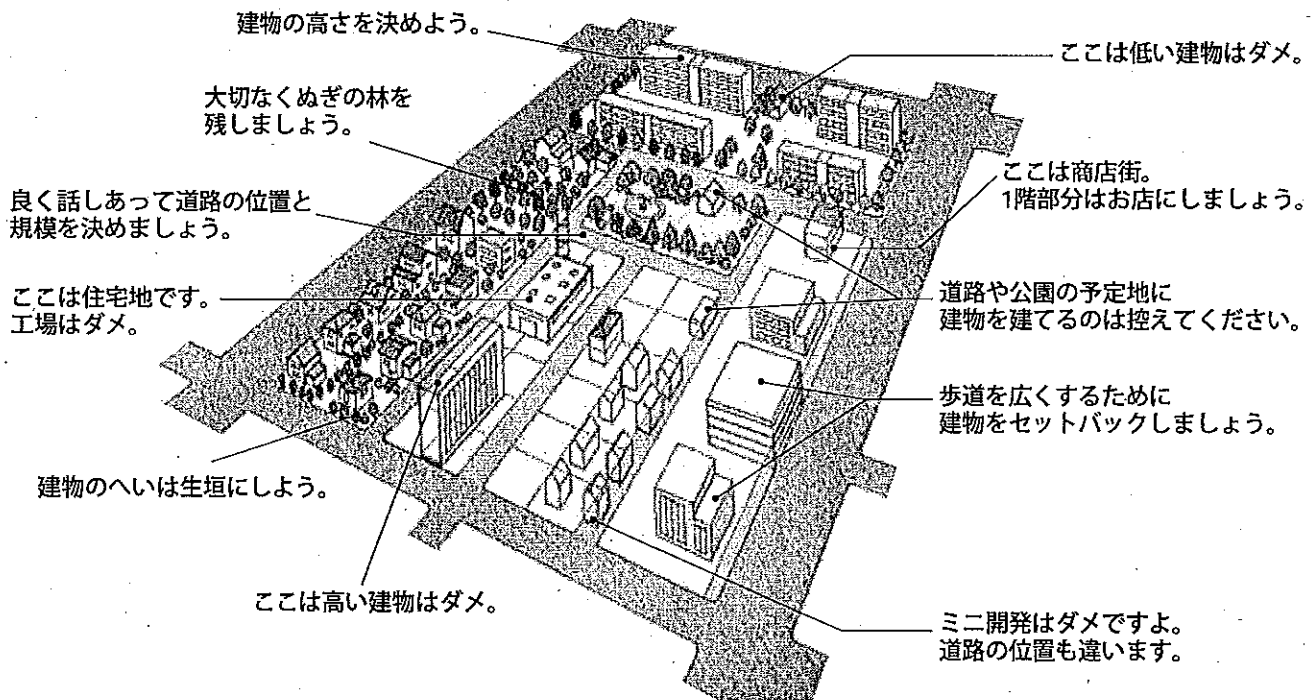 建物の高さを決めよう。
ここは低い建物はダメ。
大切なくぬぎの林を
残しましょう。
ここは商店街。
1階部分はお店にしましょう。
良く話しあって道路の位置と
規模を決めましょう。
ここは住宅地です。
工場はダメ。
道路や公園の予定地に
建物を建てるのは控えてください。
歩道を広くするために
建物をセットバックしましょう。
建物のへいは生垣にしよう。
ここは高い建物はダメ。
ミニ開発はダメですよ。
道路の位置も違います。